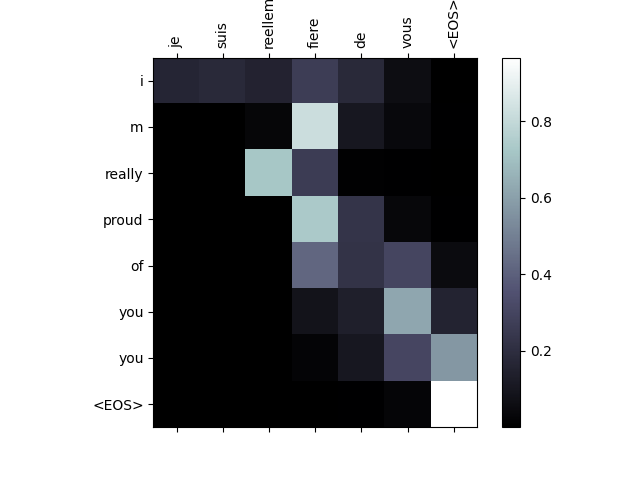 je
suis
reellem
fiere
de
vous
<EOS>
i
m
really
proud
of
you
you
<EOS>
0.8
0.6
0.4
0.2